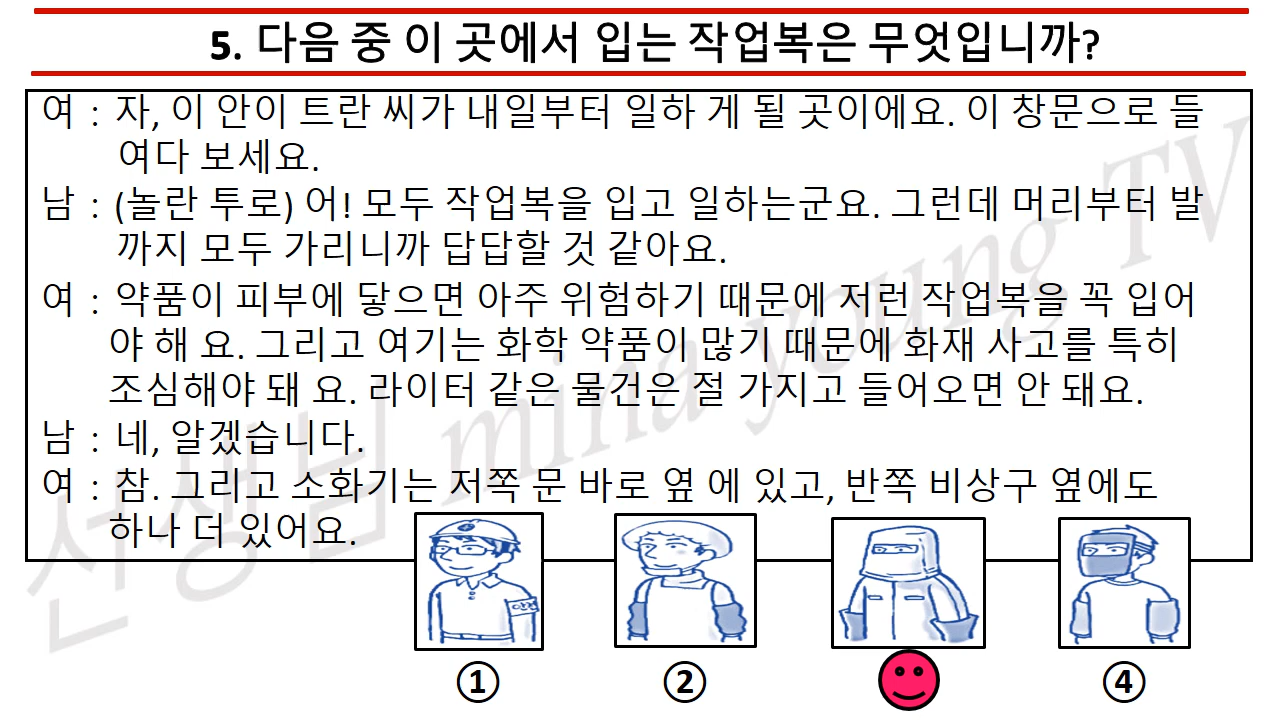 5. 다음 중 이 곳에서 입는 작업복은 무엇입니까?
여 : 자, 이 안이 트란 씨가 내일부터 일하 게 될 곳이에요. 이 창문으로 들
여다 보세요.
남 : (놀란 투로) 어! 모두 작업복을 입고 일하는군요. 그런데 머리부터 발
까지 모두 가리니까 답답할 것 같아요.
여 : 약품이 피부에 닿으면 아주 위험하기 때문에 저런 작업복을 꼭 입어
야 해 요. 그리고 여기는 화학 약품이 많기 때문에 화재 사고를 특히
조심해야 돼 요. 라이터 같은 물건은 절 가지고 들어오면 안 돼요.
남 : 네, 알겠습니다.
여 : 참. 그리고 소화기는 저쪽 문 바로 옆 에 있고, 반쪽 비상구 옆에도
하나 더 있어요.
선생님 mina young TV
① ② ④